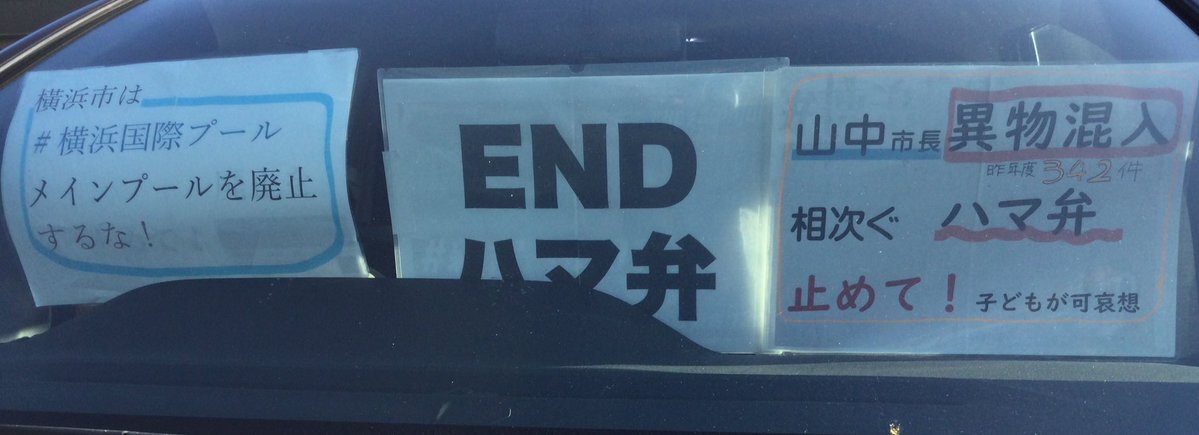 横浜市は
#横浜国際プール
メインプールを廃止
するな!
END
ハマ弁
山中市長異物混入
昨年度342件
相次ぐ ハマ弁
止めて! 子どもが可哀想